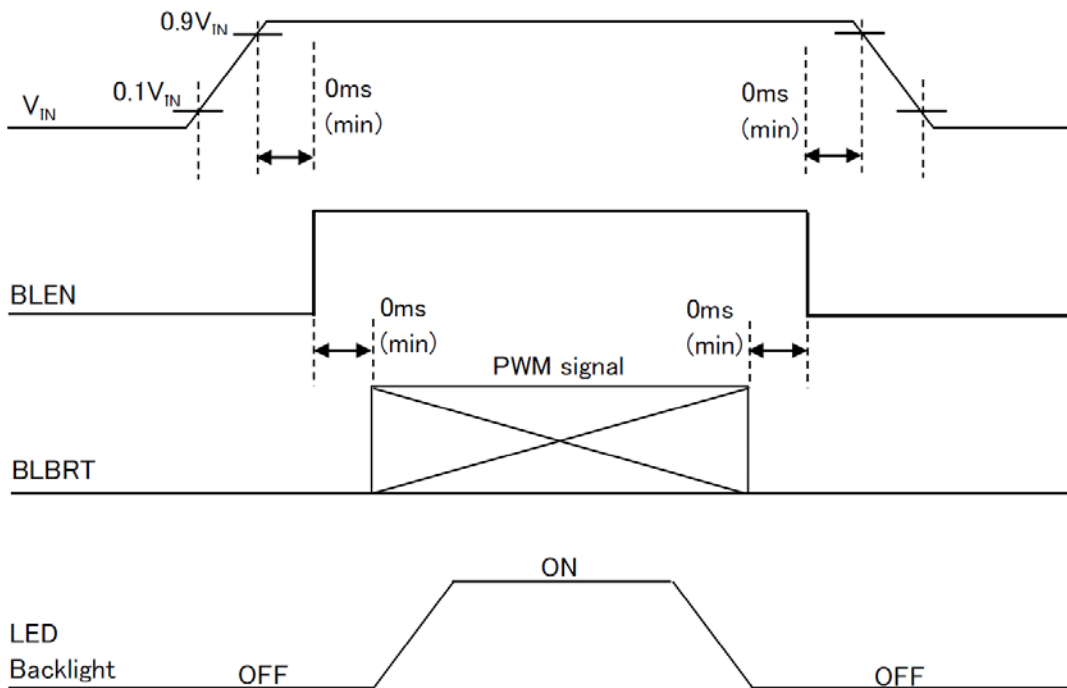 0.9VIN
0.1VIN
VIN
0ms
(min)
0ms
(min)
BLEN
0ms
(min)
0ms
(min)
PWM signal
BLBRT
ON
LED
Backlight
OFF
OFF